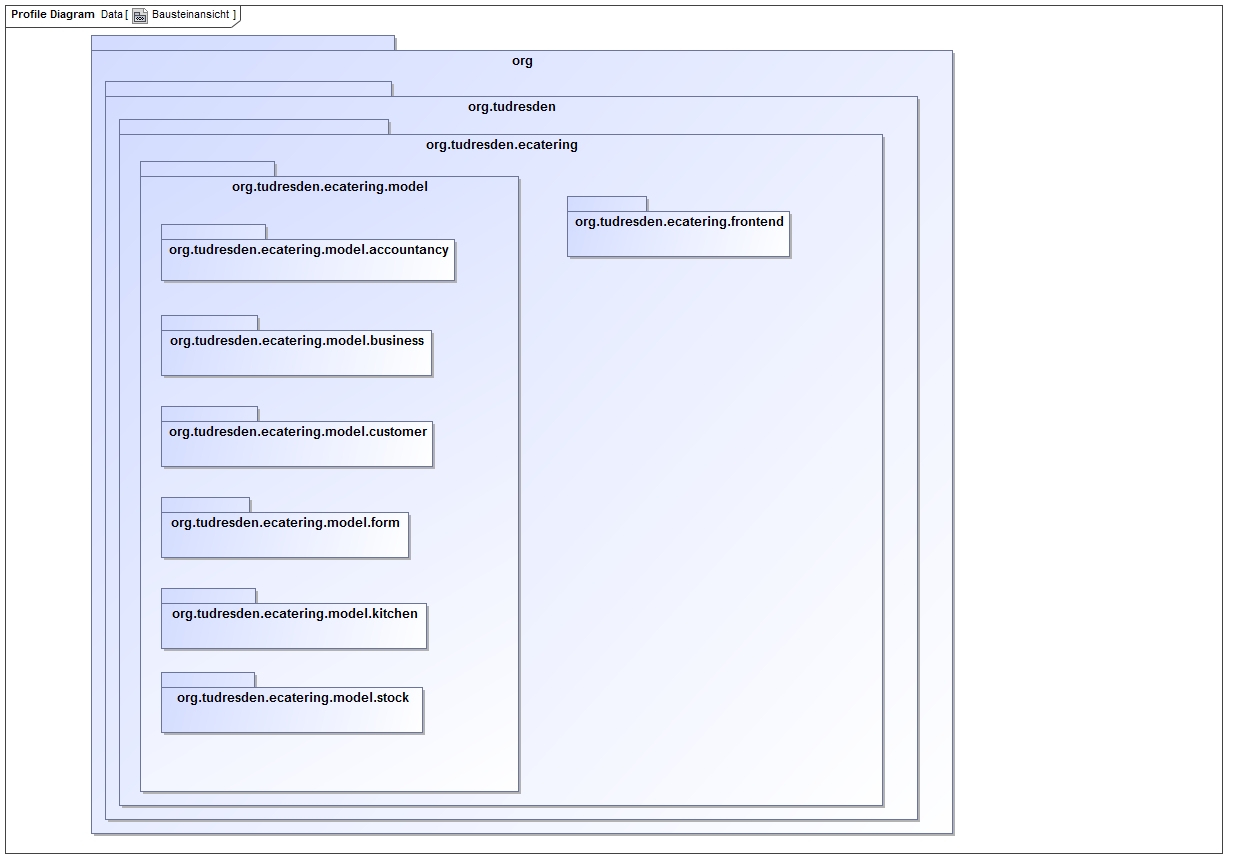 Profile Diagram Data [ Bausteinansicht ]
org
org.tudresden
org.tudresden.ecatering
org.tudresden.ecatering.model
org.tudresden.ecatering.frontend
org.tudresden.ecatering.model.accountancy
org.tudresden.ecatering.model.business
org.tudresden.ecatering.model.customer
org.tudresden.ecatering.model.form
org.tudresden.ecatering.model.kitchen
org.tudresden.ecatering.model.stock